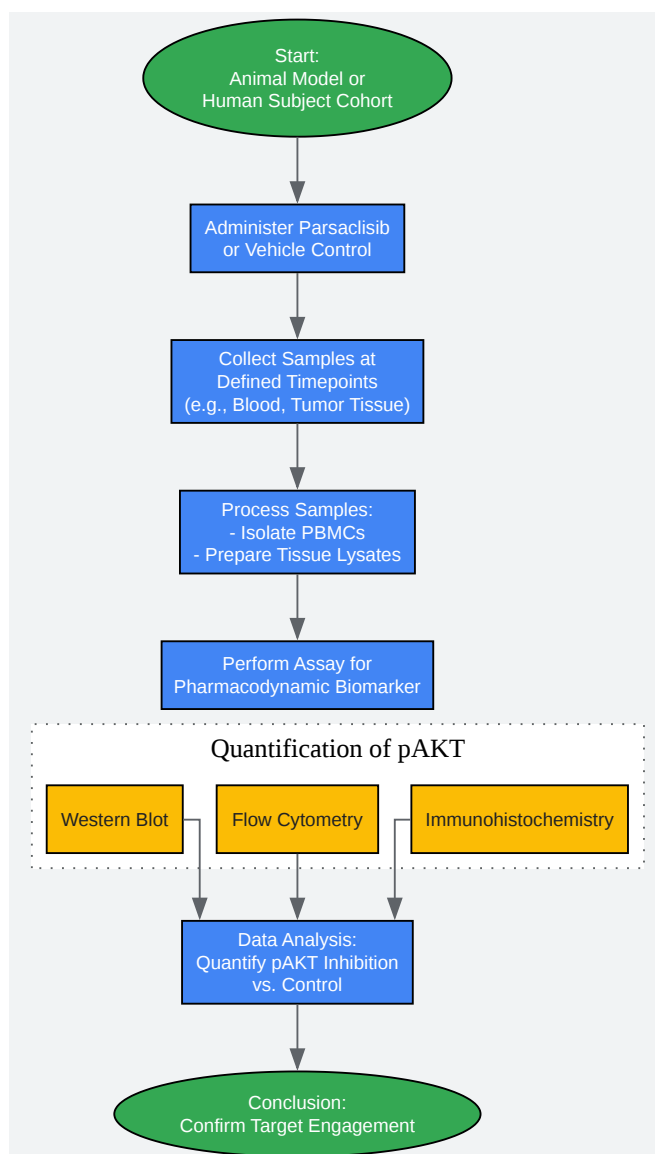 Start:
Animal Model or
Human Subject Cohort
Administer Parsaclisib
or Vehicle Control
Collect Samples at
Defined Timepoints
(e.g., Blood, Tumor Tissue)
Process Samples:
- Isolate PBMCs
- Prepare Tissue Lysates
Perform Assay for
Pharmacodynamic Biomarker
Quantification of pAKT
Western Blot
Flow Cytometry
Immunohistochemistry
Data Analysis:
Quantify pAKT Inhibition
vs. Control
Conclusion:
Confirm Target Engagement